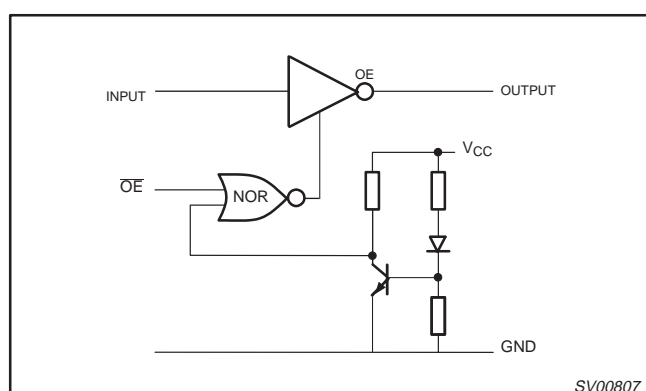 OE
INPUT
OUTPUT
VCC
OE
NOR
GND
SV00807